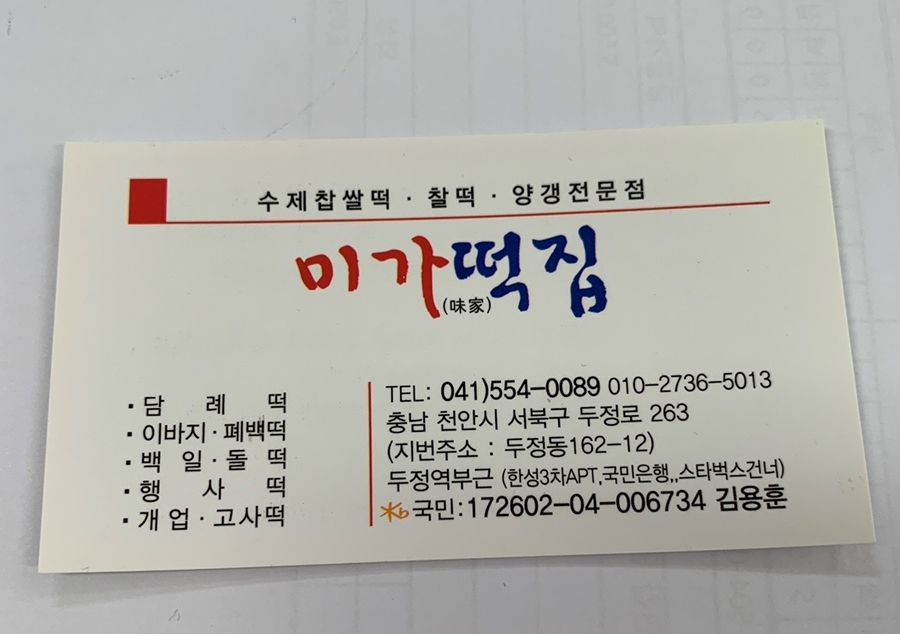 수제찹쌀떡 · 찰떡 · 양갱전문점
미가떡집
(味家)
· 담 례 떡
· 이바지 · 폐백떡
· 백 일 · 돌 떡
· 행 사 떡
· 개 업 · 고사떡
TEL: 041)554-0089 010-2736-5013
충남 천안시 서북구 두정로 263
(지번주소 : 두정동162-12)
두정역부근 (한성3차APT,국민은행,,스타벅스건너)
국민:172602-04-006734 김용훈